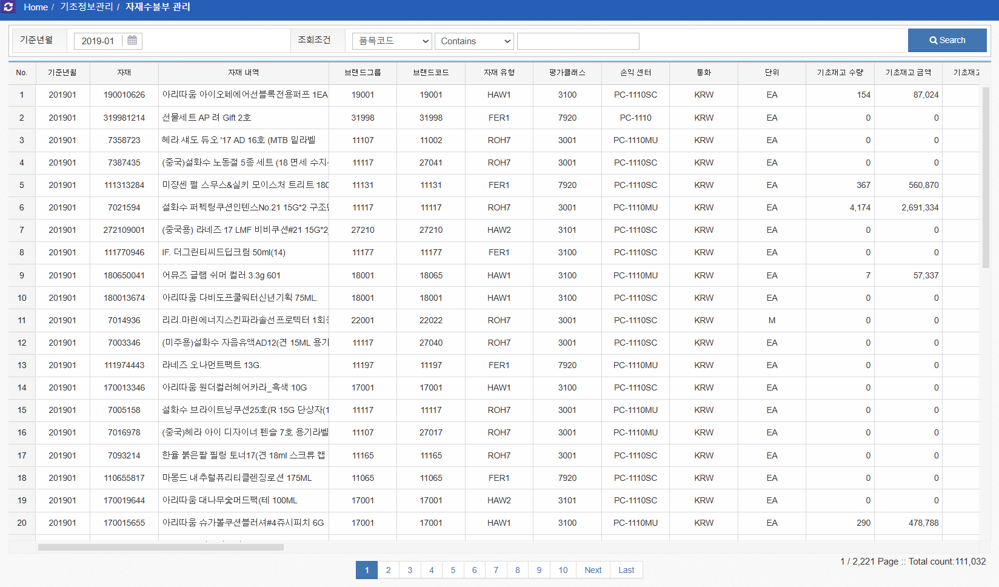 Home / 기초정보관리 / 자재수불부 관리
기준년월 2019-01 조회조건 품목코드 Contains Search
No. 기준년월 자재 자재 내역 브랜드그룹 브랜드코드 자재 유형 평가클래스 손익 센터 통화 단위 기초재고 수량 기초재고 금액 기초재고
1 201901 190010626 아리따움 아이오페에어선블록전용퍼프 1EA 19001 19001 HAW1 3100 PC-1110SC KRW EA 154 87,024
2 201901 319981214 선물세트 AP 려 Gift 2호 31998 31998 FER1 7920 PC-1110 KRW EA 0 0
3 201901 7358723 헤라 섀도 듀오 '17 AD 16호 (MTB 밑라벨 11107 11002 ROH7 3001 PC-1110MU KRW EA 0 0
4 201901 7387435 (중국)설화수 노동절 5종 세트 (18 면세 수지 11117 27041 ROH7 3001 PC-1110SC KRW EA 0 0
5 201901 111313284 미쟝센 펄 스무스&실키 모이스처 트리트 180 11131 11131 FER1 7920 PC-1110SC KRW EA 367 560,870
6 201901 7021594 설화수 퍼펙팅쿠션인텐스No.21 15G*2 구조 11117 11117 ROH7 3001 PC-1110MU KRW EA 4,174 2,691,334
7 201901 272109001 (중국용) 라네즈 17 LMF 비비쿠션#21 15G*2_ 27210 27210 HAW2 3101 PC-1110MU KRW EA 0 0
8 201901 111770946 IF. 더그린티씨드딥크림 50ml(14) 11177 11177 FER1 3100 PC-1110SC KRW EA 0 0
9 201901 180650041 어뮤즈 글램 쉬머 컬러 3.3g 601 18001 18065 HAW1 3100 PC-1110MU KRW EA 7 57,337
10 201901 180013674 아리따움 다비도프쿨워터신년기획 75ML. 18001 18001 HAW1 3100 PC-1110SC KRW EA 0 0
11 201901 7014936 리리.마린에너지스킨파라솔선프로텍터 1회용 22001 22022 ROH7 3001 PC-1110SC KRW M 0 0
12 201901 7003346 (미주용)설화수 자음유액AD12(견 15ML 용기 11117 27040 ROH7 3001 PC-1110SC KRW EA 0 0
13 201901 111974443 라네즈 오나먼트팩트 13G. 11197 11197 FER1 7920 PC-1110MU KRW EA 0 0
14 201901 170013346 아리따움 원더컬러헤어카라_흑색 10G 17001 17001 HAW1 3100 PC-1110SC KRW EA 0 0
15 201901 7005158 설화수 브라이트닝쿠션25호(R 15G 단상자(1 11117 11117 ROH7 3001 PC-1110MU KRW EA 0 0
16 201901 7016978 (중국)헤라 아이 디자이너 펜슬 7호 용기라벨 11107 27017 ROH7 3001 PC-1110MU KRW EA 0 0
17 201901 7093214 한율 붉은팥 필링 토너17(견 18ml 스크류 캡 11165 11165 ROH7 3001 PC-1110SC KRW EA 0 0
18 201901 110655817 마몽드 내추럴퓨리티클렌징로션 175ML 11065 11065 FER1 7920 PC-1110SC KRW EA 0 0
19 201901 170019644 아리따움 대나무숯머드팩(테 100ML 17001 17001 HAW2 3101 PC-1110SC KRW EA 0 0
20 201901 170015655 아리따움 슈가볼쿠션블러셔#4쥬시피치 6G 17001 17001 HAW1 3100 PC-1110MU KRW EA 290 478,788
1 / 2,221 Page :: Total count:111,032
1 2 3 4 5 6 7 8 9 10 Next Last